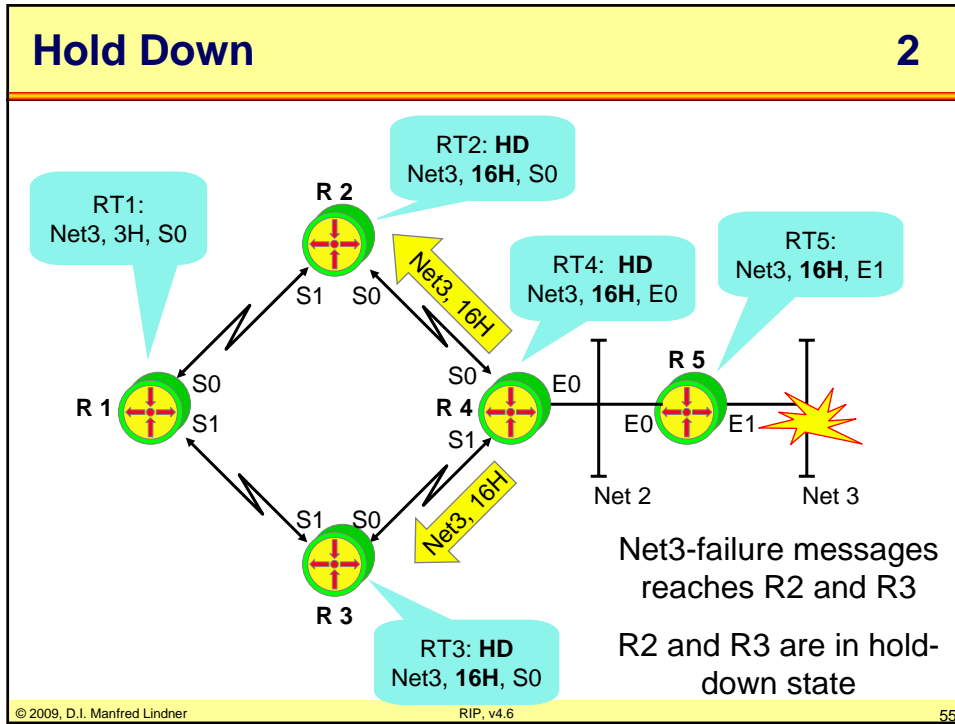 Hold Down 2
RT2: HD
Net3, 16H, S0
R 2
RT1:
Net3, 3H, S0
RT4: HD
Net3, 16H, E0
RT5:
Net3, 16H, E1
Net3, 16H
S1
S0
S0
R 1
S1
S0
R 4
E0
S1
R 5
E0
E1
Net 2
Net 3
Net3, 16H
S1
S0
R 3
RT3: HD
Net3, 16H, S0
Net3-failure messages
reaches R2 and R3
R2 and R3 are in hold-
down state
© 2009, D.I. Manfred Lindner
RIP, v4.6
55